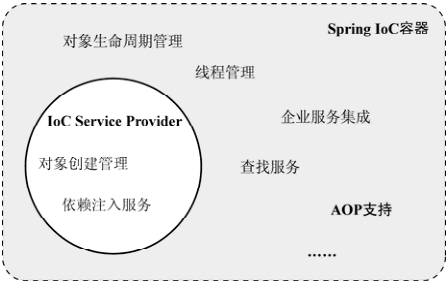 Spring IoC容器
对象生命周期管理
线程管理
IoC Service Provider
企业服务集成
对象创建管理
查找服务
依赖注入服务
AOP支持
......